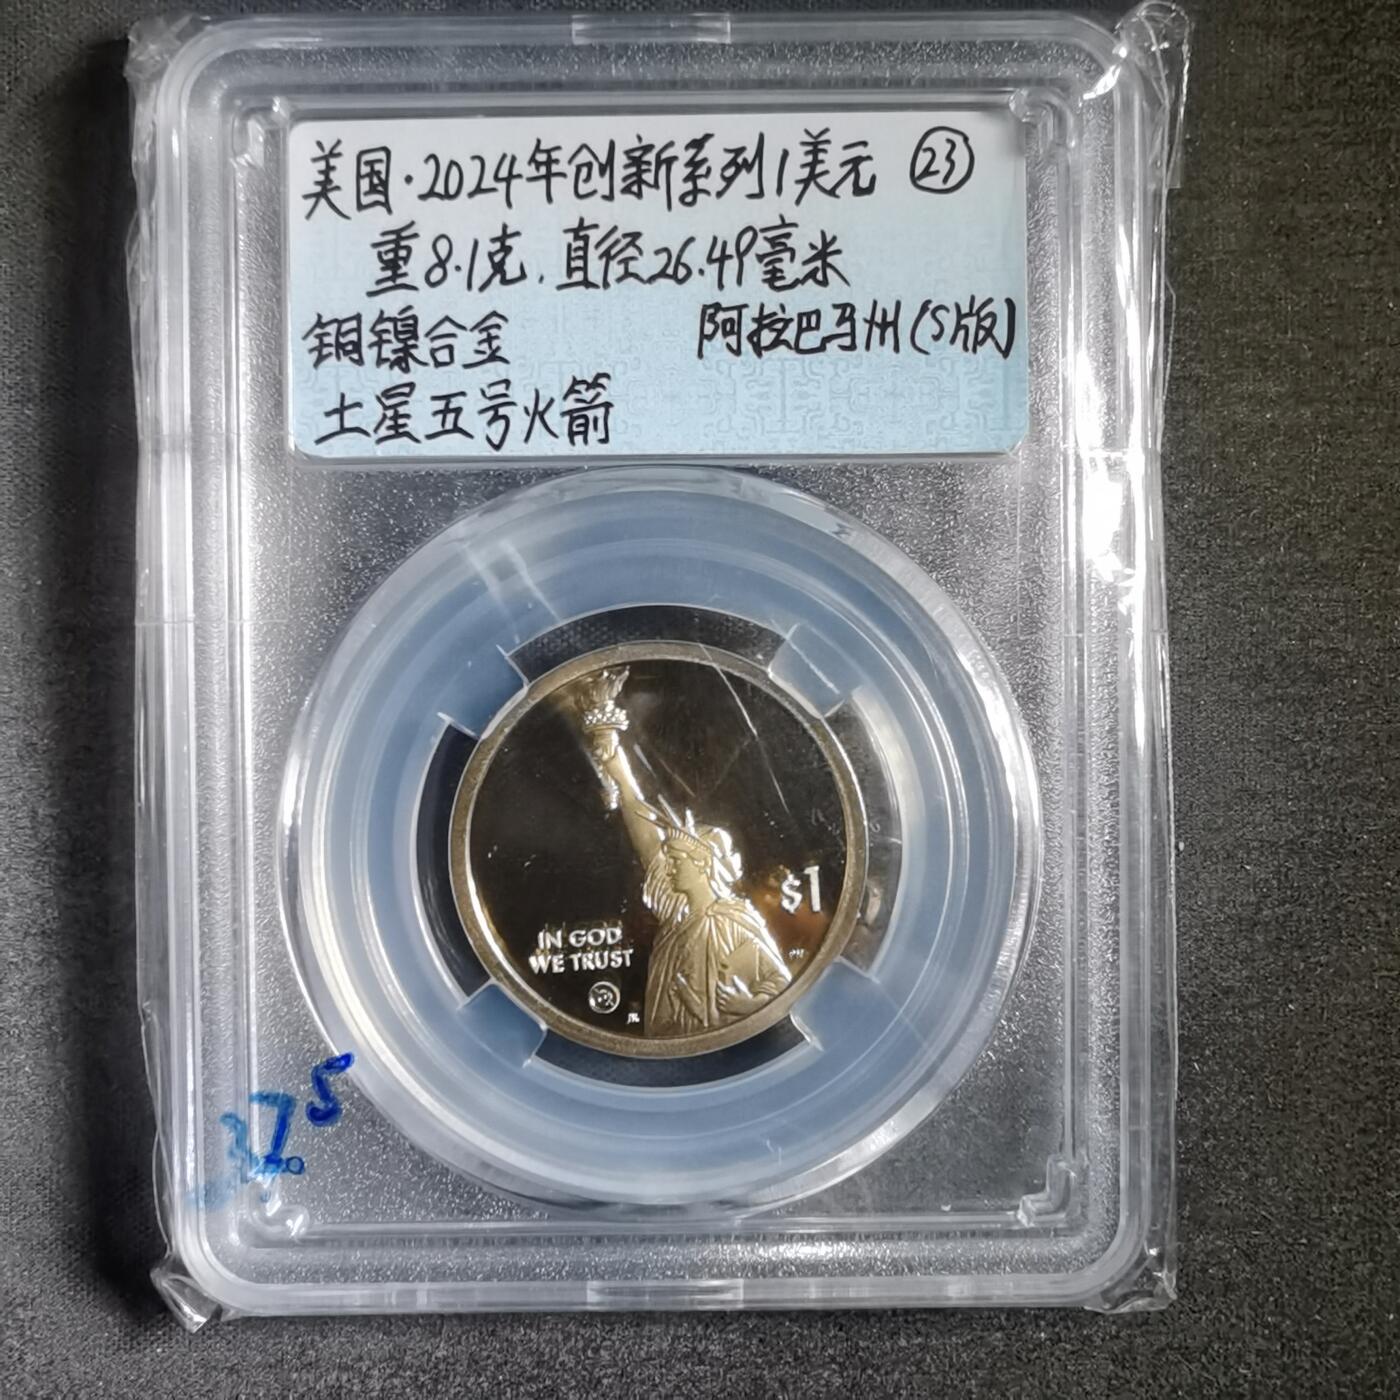 美国·2024年创新系列1美元 ㉓
重8.1克.直径26.49毫米
铜镍合金 阿拉巴马州(S版)
土星五号火箭
$1
IN GOD
WE TRUST
37.5